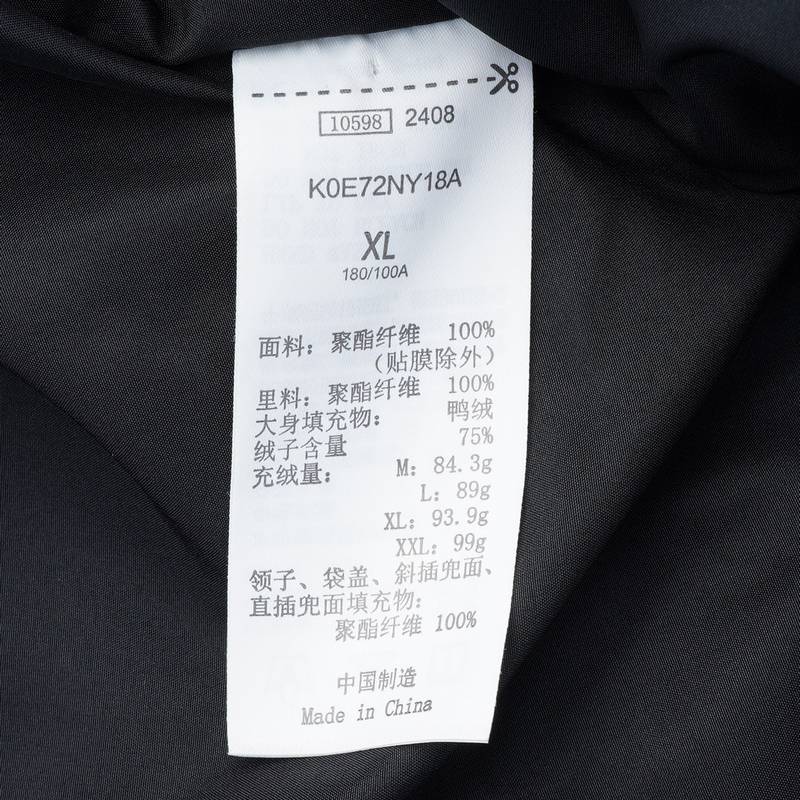 10598 2408
K0E72NY18A
XL
180/100A
面料：聚酯纤维 100%
（贴膜除外）
里料：聚酯纤维 100%
大身填充物： 鸭绒
绒子含量 75%
充绒量： M: 84.3g
L: 89g
XL: 93.9g
XXL: 99g
领子、袋盖、斜插兜面、
直插兜面填充物：
聚酯纤维 100%
中国制造
Made in China